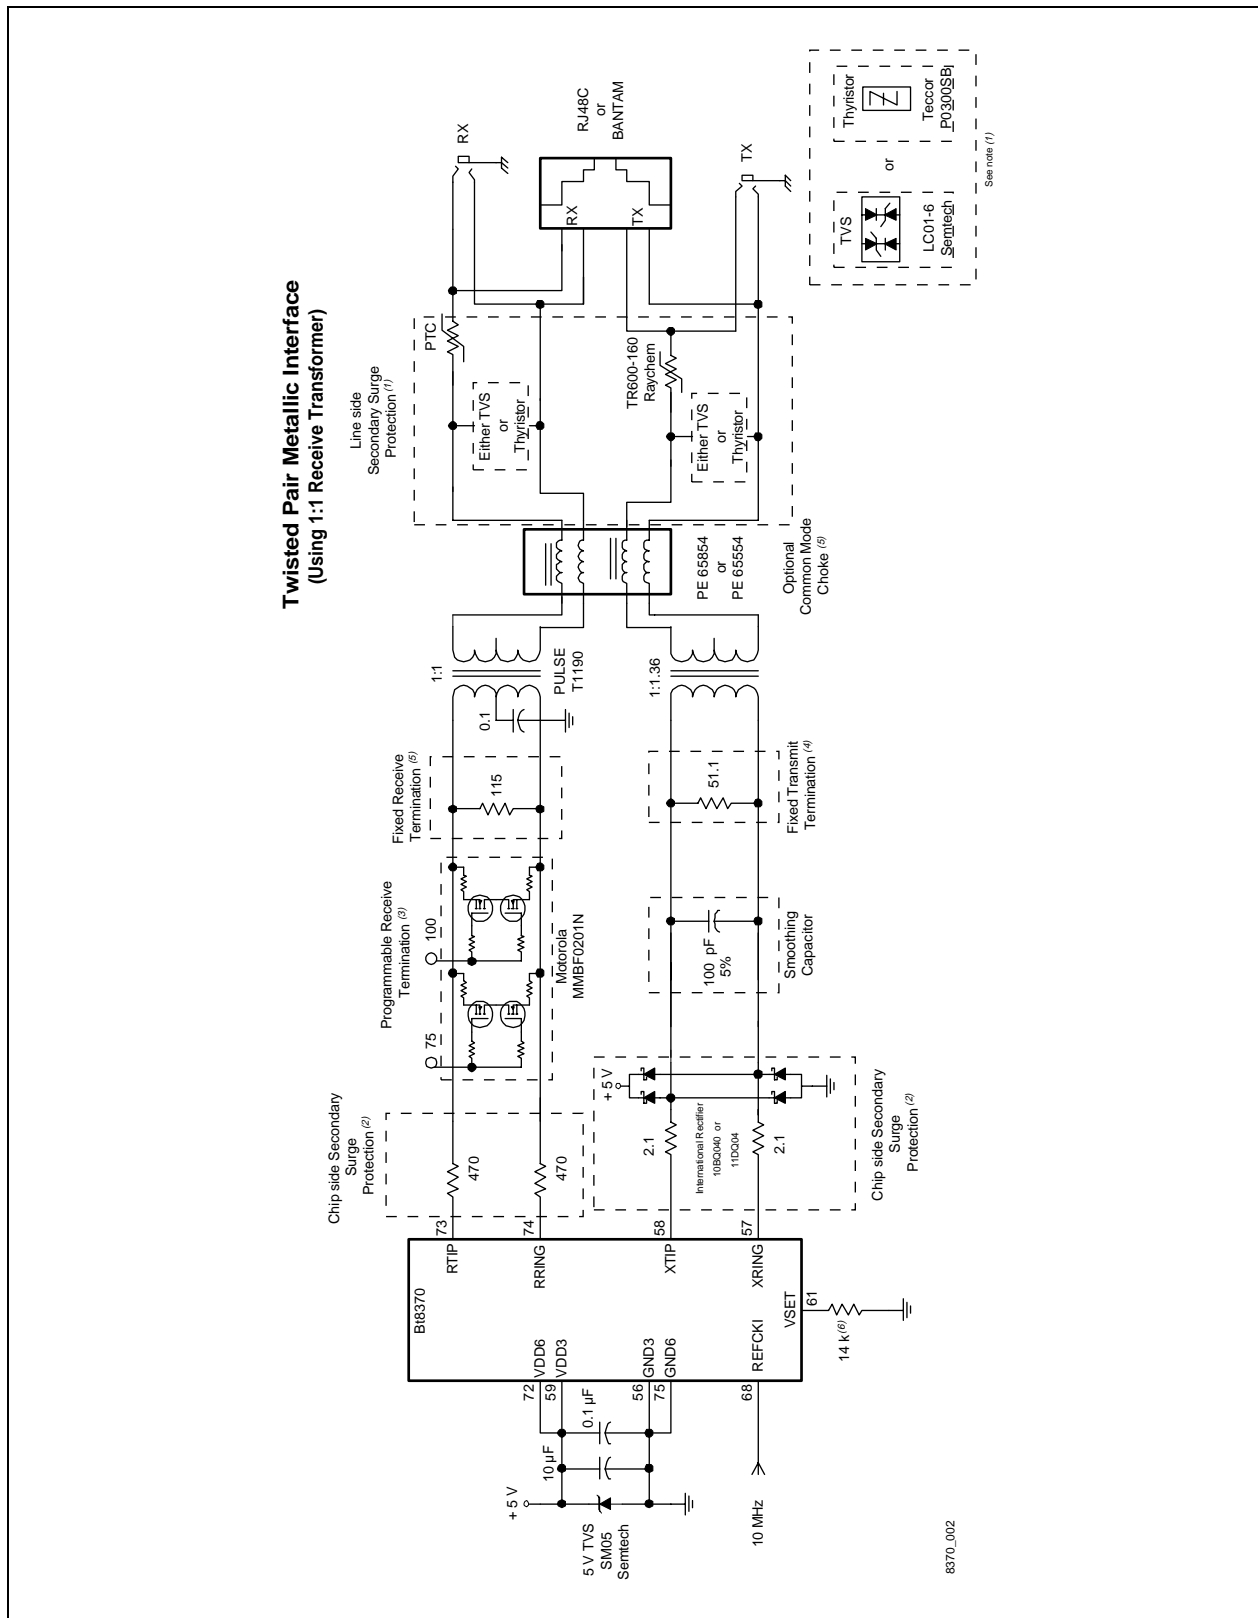 Twisted Pair Metallic Interface
(Using 1:1 Receive Transformer)
Line side
Secondary Surge
Protection (1)
PTC
RX
RJ48C
or
BANTAM
RX
TX
TX
Either TVS
or
Thyristor
TR600-160
Raychem
Either TVS
or
Thyristor
Thyristor
Teccor
P0300SB
or
TVS
LC01-6
Semtech
See note (1)
PE 65854
or
PE 65554
Optional
Common Mode
Choke (5)
1:1
PULSE
T1190
0.1
1:1.36
Fixed Receive
Termination (5)
115
Fixed Transmit
Termination (4)
51.1
Programmable Receive
Termination (3)
100
75
Motorola
MMBF0201N
100 pF
5%
Smoothing
Capacitor
Chip side Secondary
Surge
Protection (2)
470
470
+ 5 V
2.1
International Rectifier
10BQ040 or
11DQ04
2.1
Chip side Secondary
Surge
Protection (2)
73
74
58
57
RTIP
RRING
XTIP
XRING
Bt8370
VSET
61
14 k (6)
VDD6
VDD3
GND3
GND6
REFCKI
72
59
56
75
68
0.1 µF
10 µF
+ 5 V
5 V TVS
SM05
Semtech
10 MHz
8370_002